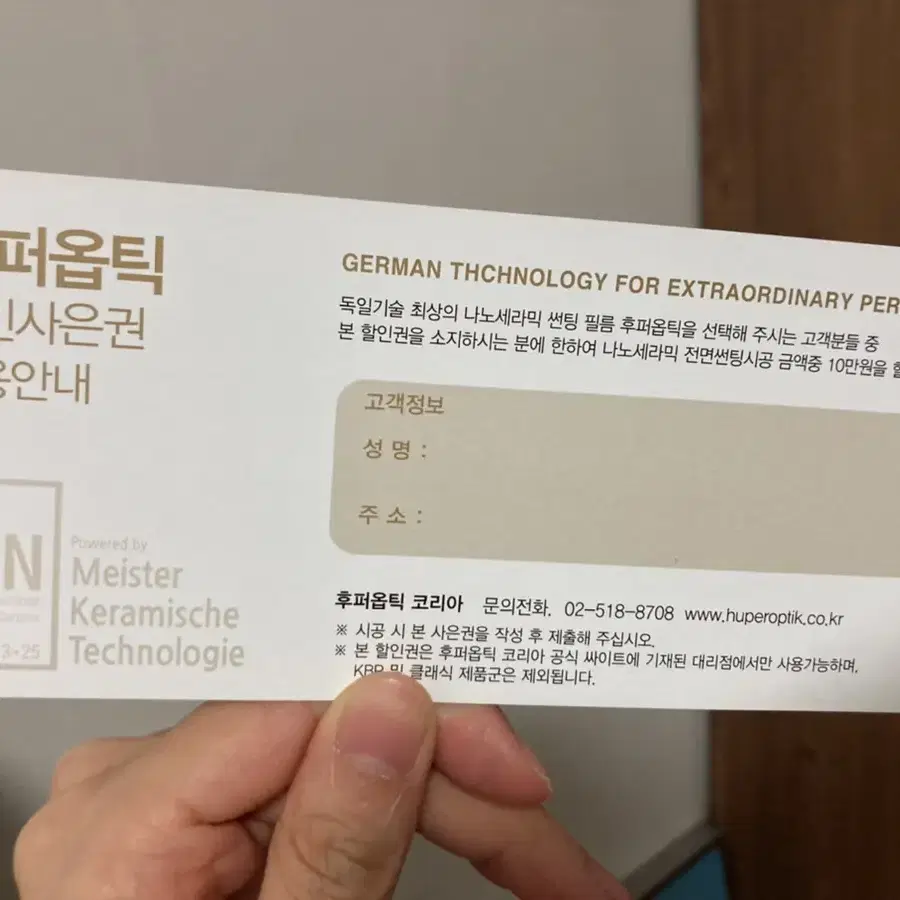 퍼옵틱
사은권
안내
N
3-25
Powered by
Meister
Keramische
Technologie
GERMAN THCHNOLOGY FOR EXTRAORDINARY PER
독일기술 최상의 나노세라믹 썬팅 필름 후퍼옵틱을 선택해 주시는 고객분들 중
본 할인권을 소지하시는 분에 한하여 나노세라믹 전면썬팅시공 금액중 10만원을
고객정보
성 명 :
주 소 :
후퍼옵틱 코리아 문의전화. 02-518-8708 www.huperoptik.co.kr
※ 시공 시 본 사은권을 작성 후 제출해 주십시오.
※ 본 할인권은 후퍼옵틱 코리아 공식 싸이트에 기재된 대리점에서만 사용가능하며,
클래식 제품군은 제외됩니다.